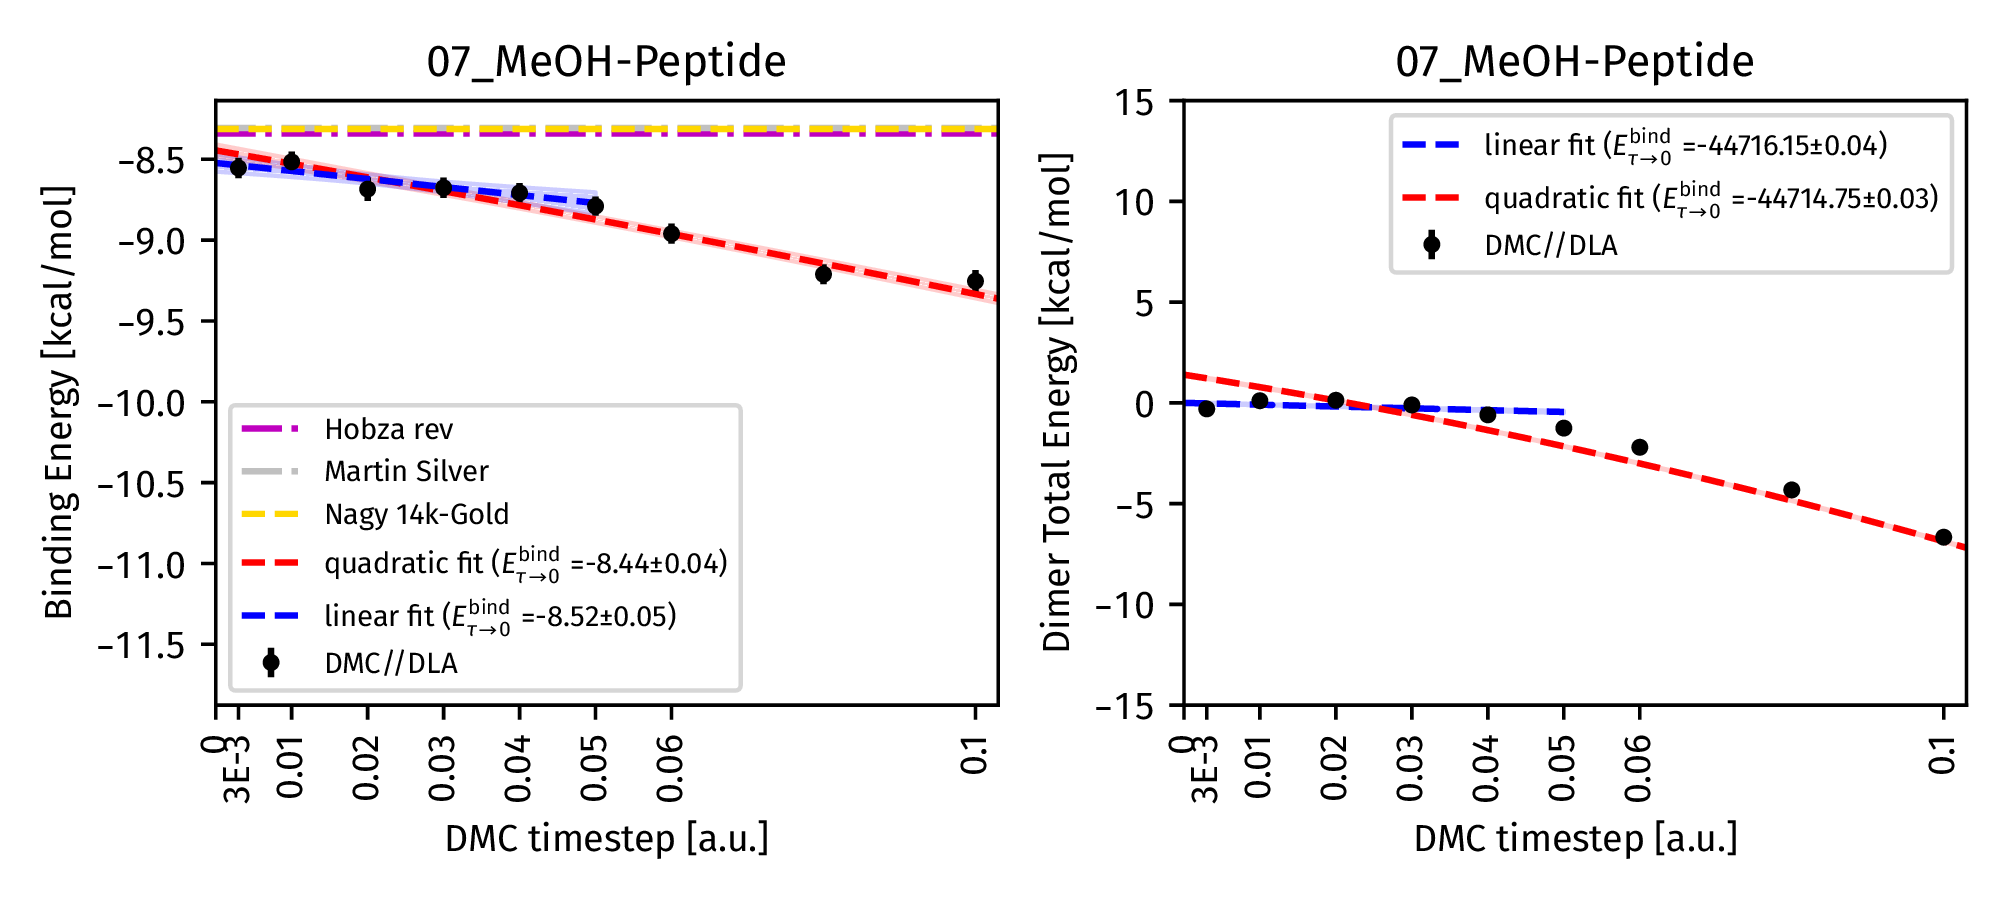 07_MeOH-Peptide
Binding Energy [kcal/mol]
−8.5
−9.0
−9.5
−10.0
−10.5
−11.0
−11.5
Hobza rev
Martin Silver
Nagy 14k-Gold
quadratic fit (E^bind_τ→0 =-8.44±0.04)
linear fit (E^bind_τ→0 =-8.52±0.05)
DMC//DLA
0
3E-3
0.01
0.02
0.03
0.04
0.05
0.06
0.1
DMC timestep [a.u.]
07_MeOH-Peptide
Dimer Total Energy [kcal/mol]
15
10
5
0
−5
−10
−15
linear fit (E^bind_τ→0 =-44716.15±0.04)
quadratic fit (E^bind_τ→0 =-44714.75±0.03)
DMC//DLA
0
3E-3
0.01
0.02
0.03
0.04
0.05
0.06
0.1
DMC timestep [a.u.]